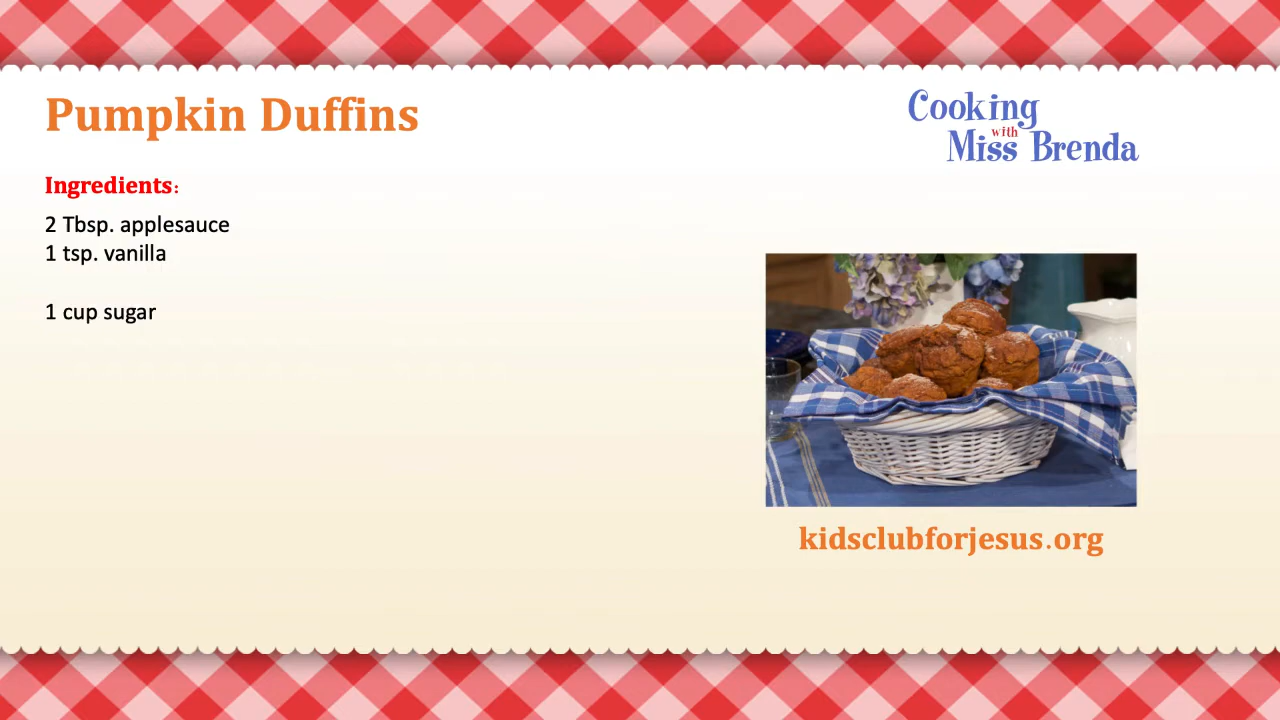 Pumpkin Duffins
Cooking
with
Miss Brenda
Ingredients:
2 Tbsp. applesauce
1 tsp. vanilla
1 cup sugar
kidsclubforjesus.org